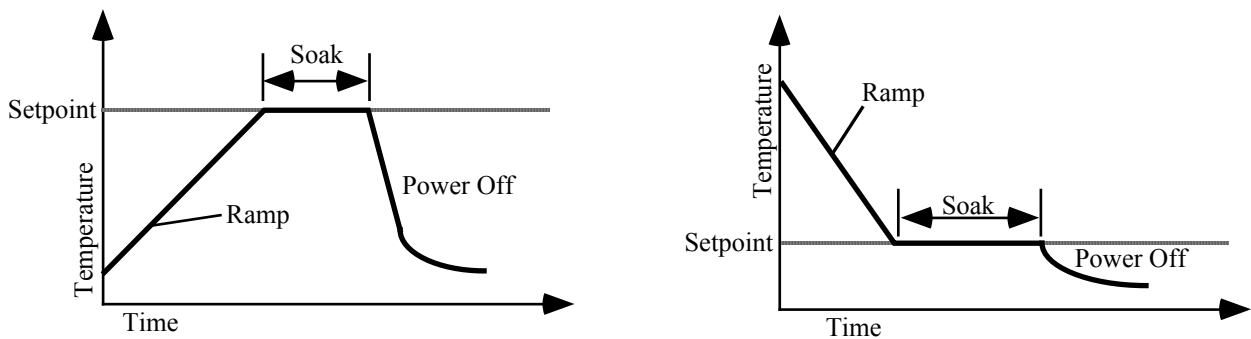 Soak
Setpoint
Temperature
Ramp
Power Off
Time
Temperature
Ramp
Soak
Setpoint
Power Off
Time